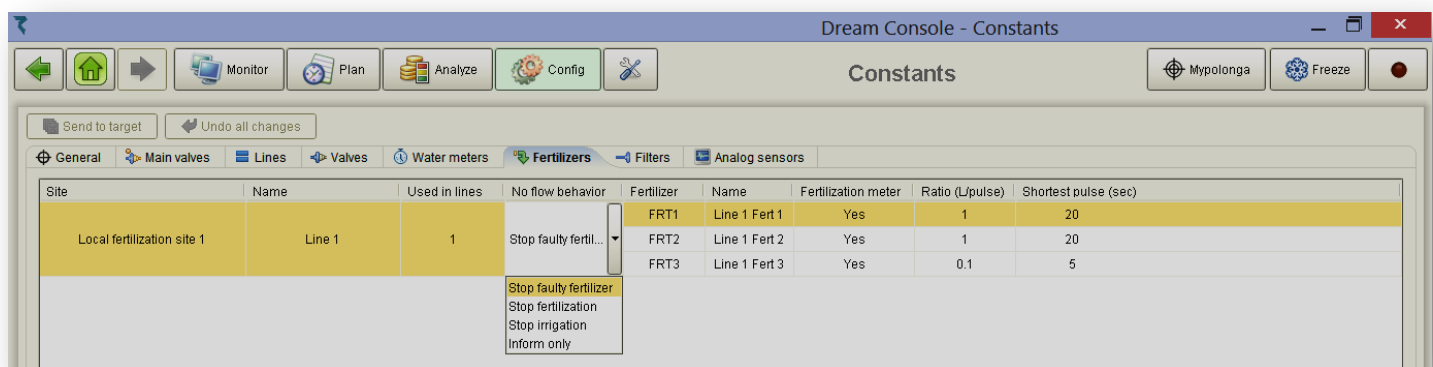 Dream Console - Constants
Monitor Plan Analyze Config Constants Mypolonga Freeze
Send to target Undo all changes
General Main valves Lines Valves Water meters Fertilizers Filters Analog sensors
Site Name Used in lines No flow behavior Fertilizer Name Fertilization meter Ratio (L/pulse) Shortest pulse (sec)
FRT1 Line 1 Fert 1 Yes 1 20
Local fertilization site 1 Line 1 1 Stop faulty fertil... FRT2 Line 1 Fert 2 Yes 1 20
FRT3 Line 1 Fert 3 Yes 0.1 5
Stop faulty fertilizer
Stop fertilization
Stop irrigation
Inform only